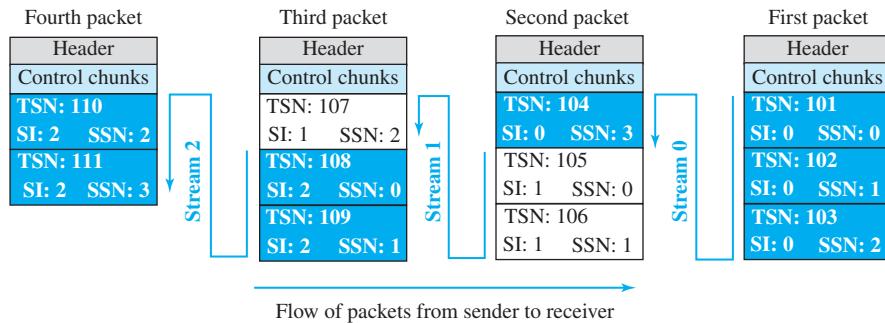 Fourth packet
Header
Control chunks
TSN: 110
SI: 2 SSN: 2
TSN: 111
SI: 2 SSN: 3
Stream 2
Third packet
Header
Control chunks
TSN: 107
SI: 1 SSN: 2
TSN: 108
SI: 2 SSN: 0
TSN: 109
SI: 2 SSN: 1
Stream 1
Second packet
Header
Control chunks
TSN: 104
SI: 0 SSN: 3
TSN: 105
SI: 1 SSN: 0
TSN: 106
SI: 1 SSN: 1
Stream 0
First packet
Header
Control chunks
TSN: 101
SI: 0 SSN: 0
TSN: 102
SI: 0 SSN: 1
TSN: 103
SI: 0 SSN: 2
Flow of packets from sender to receiver